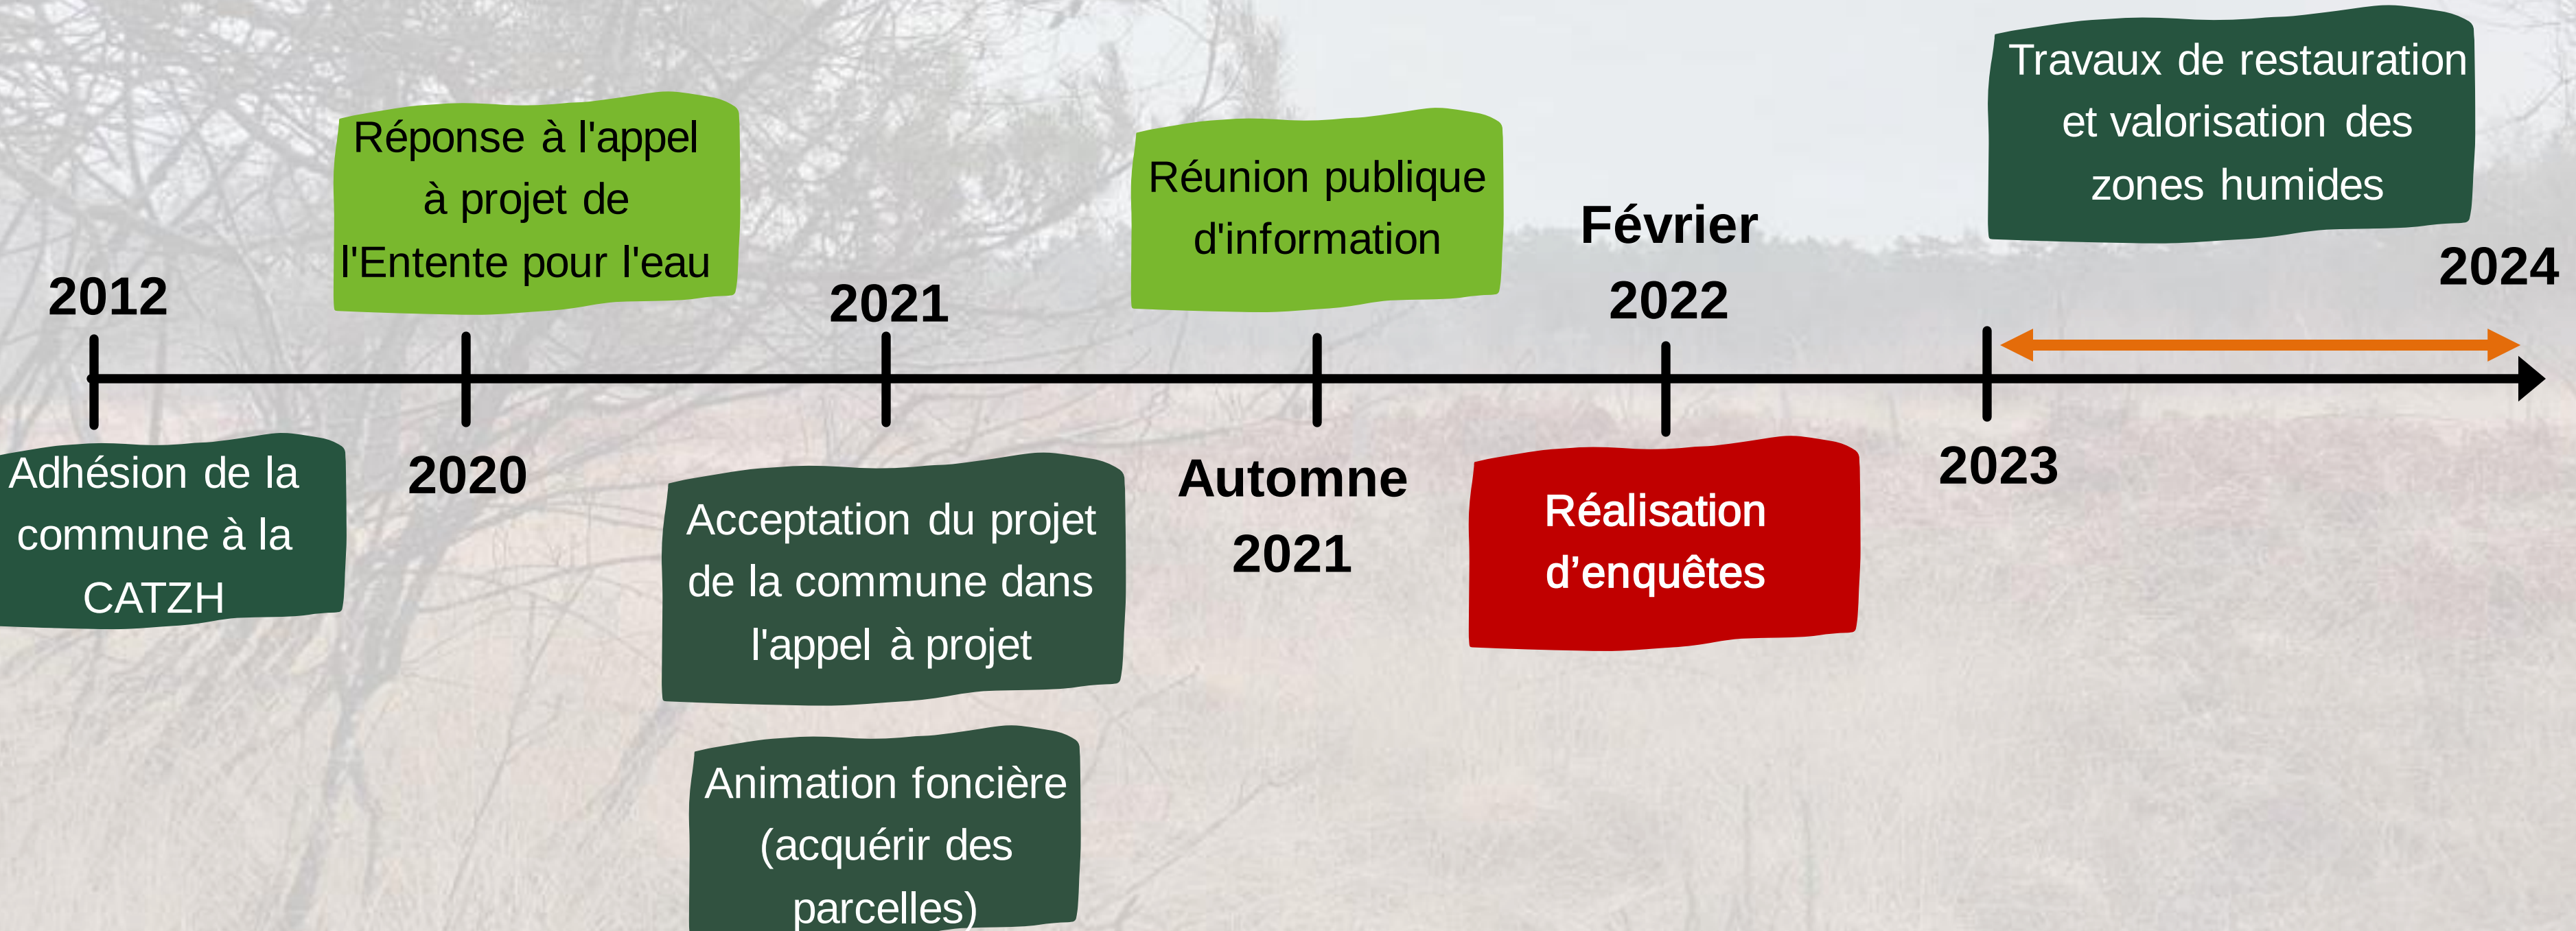 2012
Adhésion de la
commune à la
CATZH
Réponse à l'appel
à projet de
l'Entente pour l'eau
2020
2021
Acceptation du projet
de la commune dans
l'appel à projet
Animation foncière
(acquérir des
parcelles)
Réunion publique
d'information
Automne
2021
Février
2022
Réalisation
d’enquêtes
2023
Travaux de restauration
et valorisation des
zones humides
2024